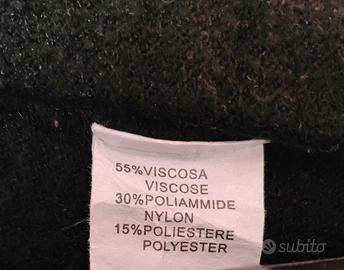 55%VISCOSA
VISCOSE
30%POLIAMMIDE
NYLON
15%POLIESTERE
POLYESTER
subito